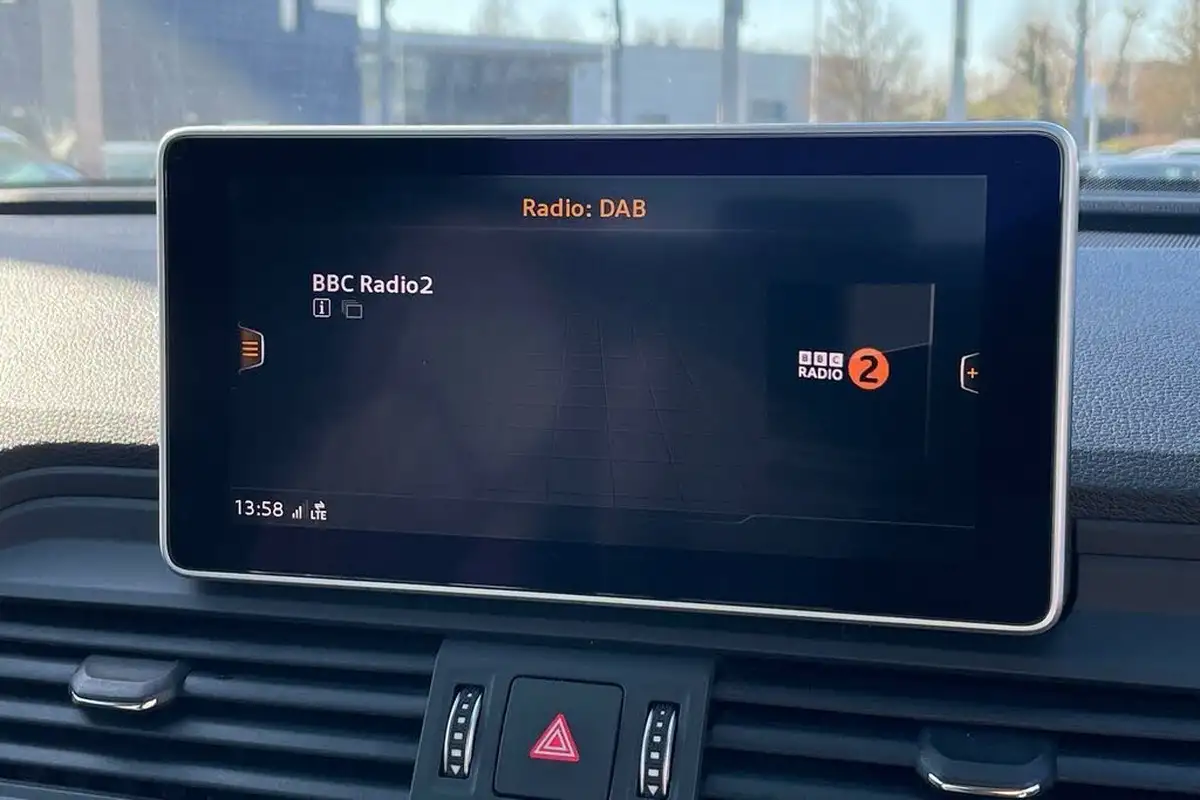 Radio: DAB
BBC Radio2
BBC
RADIO 2
13:58 LTE